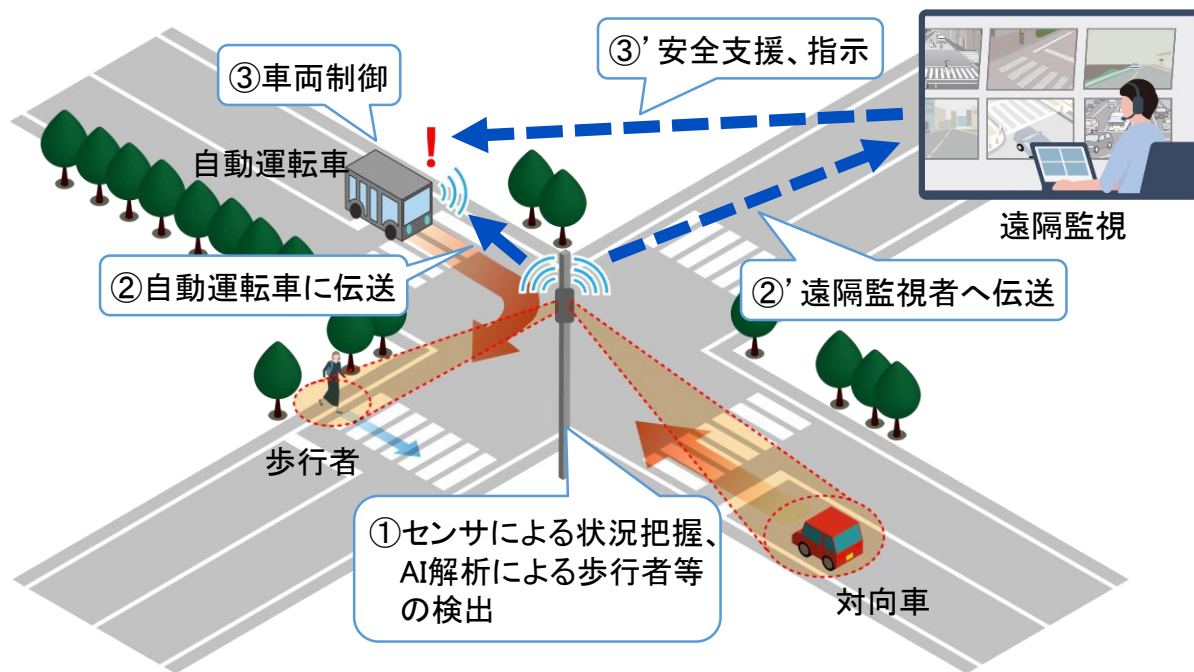 ③’安全支援、指示
③車両制御
自動運転車
遠隔監視
②自動運転車に伝送
②’遠隔監視者へ伝送
歩行者
①センサによる状況把握、
AI解析による歩行者等
の検出
対向車
!